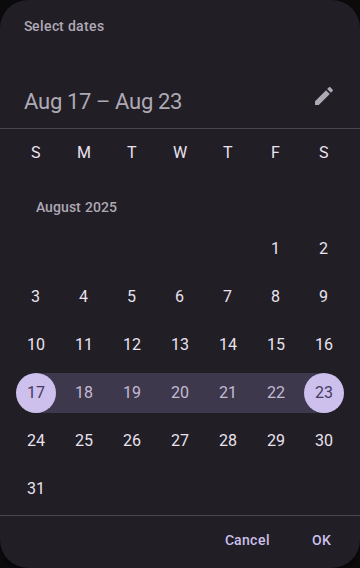 Select dates
Aug 17 – Aug 23
S M T W T F S
August 2025
1 2
3 4 5 6 7 8 9
10 11 12 13 14 15 16
17 18 19 20 21 22 23
24 25 26 27 28 29 30
31
Cancel OK